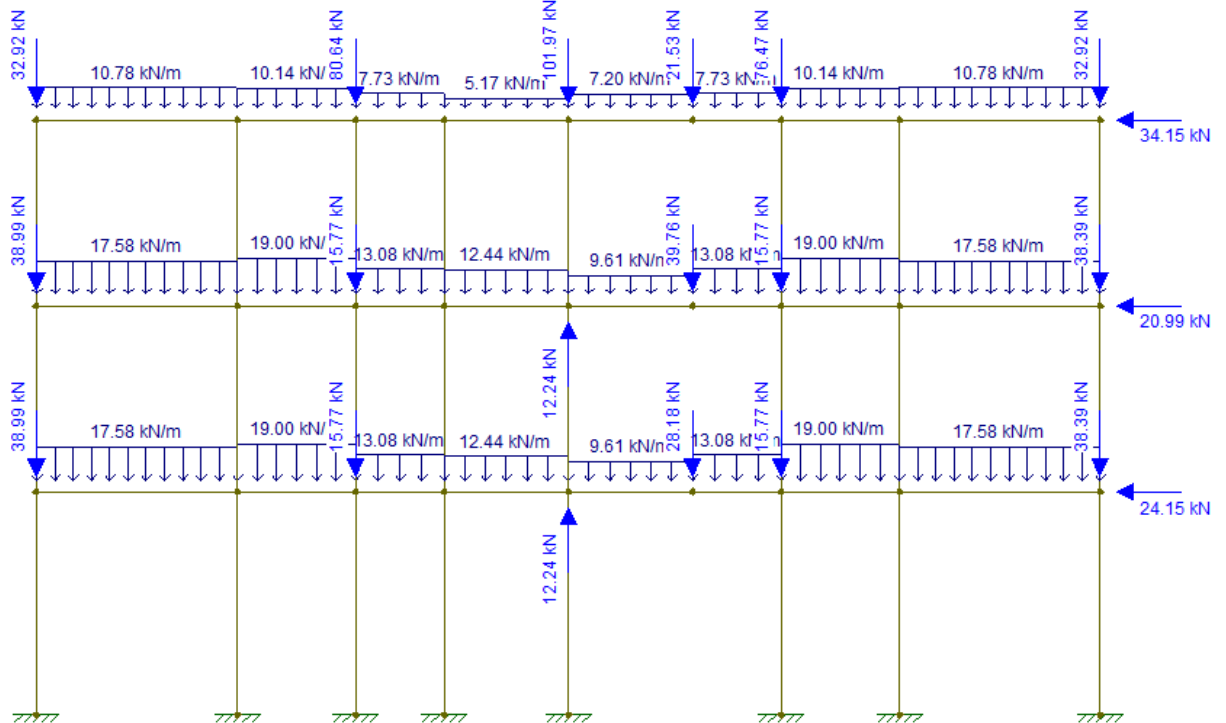 32.92 kN
10.78 kN/m
10.14 kN/
80.64 kN
7.73 kN/m
5.17 kN/m
101.97 kN
7.20 kN/m
21.53 kN
7.73 kN/m
76.47 kN
10.14 kN/m
10.78 kN/m
32.92 kN
34.15 kN
38.99 kN
17.58 kN/m
19.00 kN/
15.77 kN
13.08 kN/m
12.44 kN/m
9.61 kN/m
39.76 kN
13.08 kN/m
15.77 kN
19.00 kN/m
17.58 kN/m
38.39 kN
20.99 kN
12.24 kN
38.99 kN
17.58 kN/m
19.00 kN/
15.77 kN
13.08 kN/m
12.44 kN/m
9.61 kN/m
28.18 kN
13.08 kN/m
15.77 kN
19.00 kN/m
17.58 kN/m
38.39 kN
24.15 kN
12.24 kN